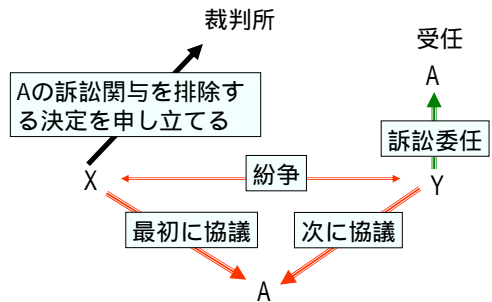 裁判所
受任
A
Aの訴訟関与を排除す
る決定を申し立てる
訴訟委任
紛争
X
Y
最初に協議
次に協議
A